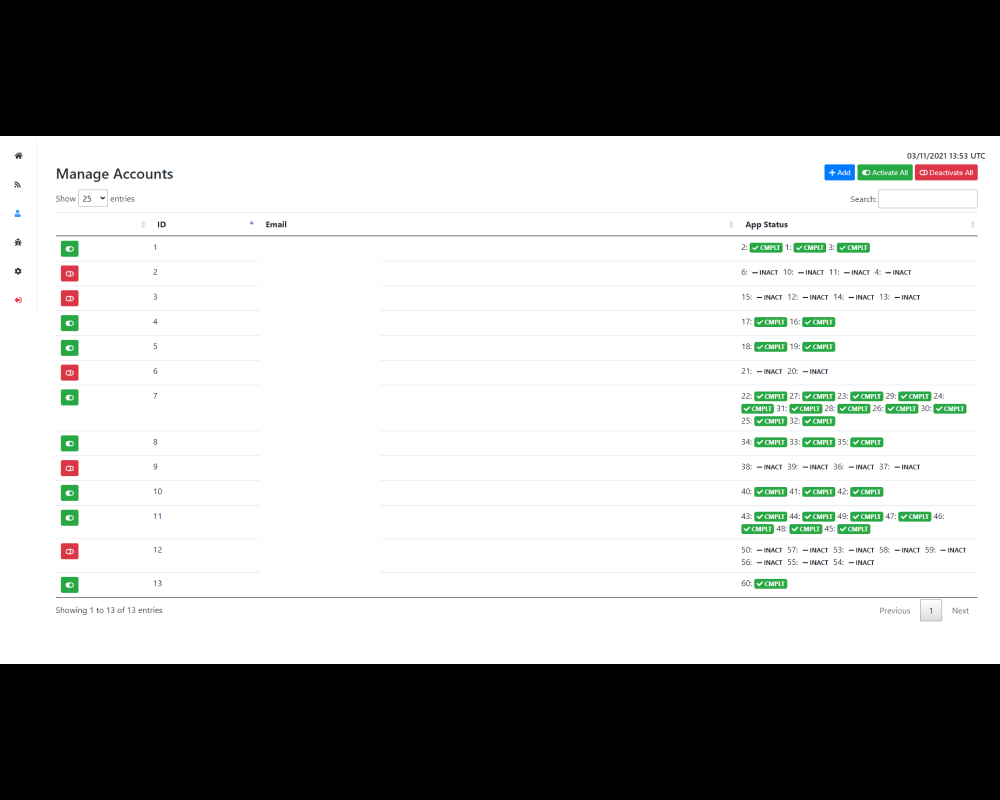 03/11/2021 13:53 UTC
Manage Accounts
+ Add Activate All Deactivate All
Show 25 entries Search:
ID Email App Status
1 2: CMPLT 1: CMPLT 3: CMPLT
2 6: INACT 10: INACT 11: INACT 4: INACT
3 15: INACT 12: INACT 14: INACT 13: INACT
4 17: CMPLT 16: CMPLT
5 18: CMPLT 19: CMPLT
6 21: INACT 20: INACT
7 22: CMPLT 27: CMPLT 23: CMPLT 29: CMPLT 24:
CMPLT 31: CMPLT 28: CMPLT 26: CMPLT 30: CMPLT
25: CMPLT 32: CMPLT
8 34: CMPLT 33: CMPLT 35: CMPLT
9 38: INACT 39: INACT 36: INACT 37: INACT
10 40: CMPLT 41: CMPLT 42: CMPLT
11 43: CMPLT 44: CMPLT 49: CMPLT 47: CMPLT 46:
CMPLT 48: CMPLT 45: CMPLT
12 50: INACT 57: INACT 53: INACT 58: INACT 59: INACT
56: INACT 55: INACT 54: INACT
13 60: CMPLT
Showing 1 to 13 of 13 entries Previous 1 Next